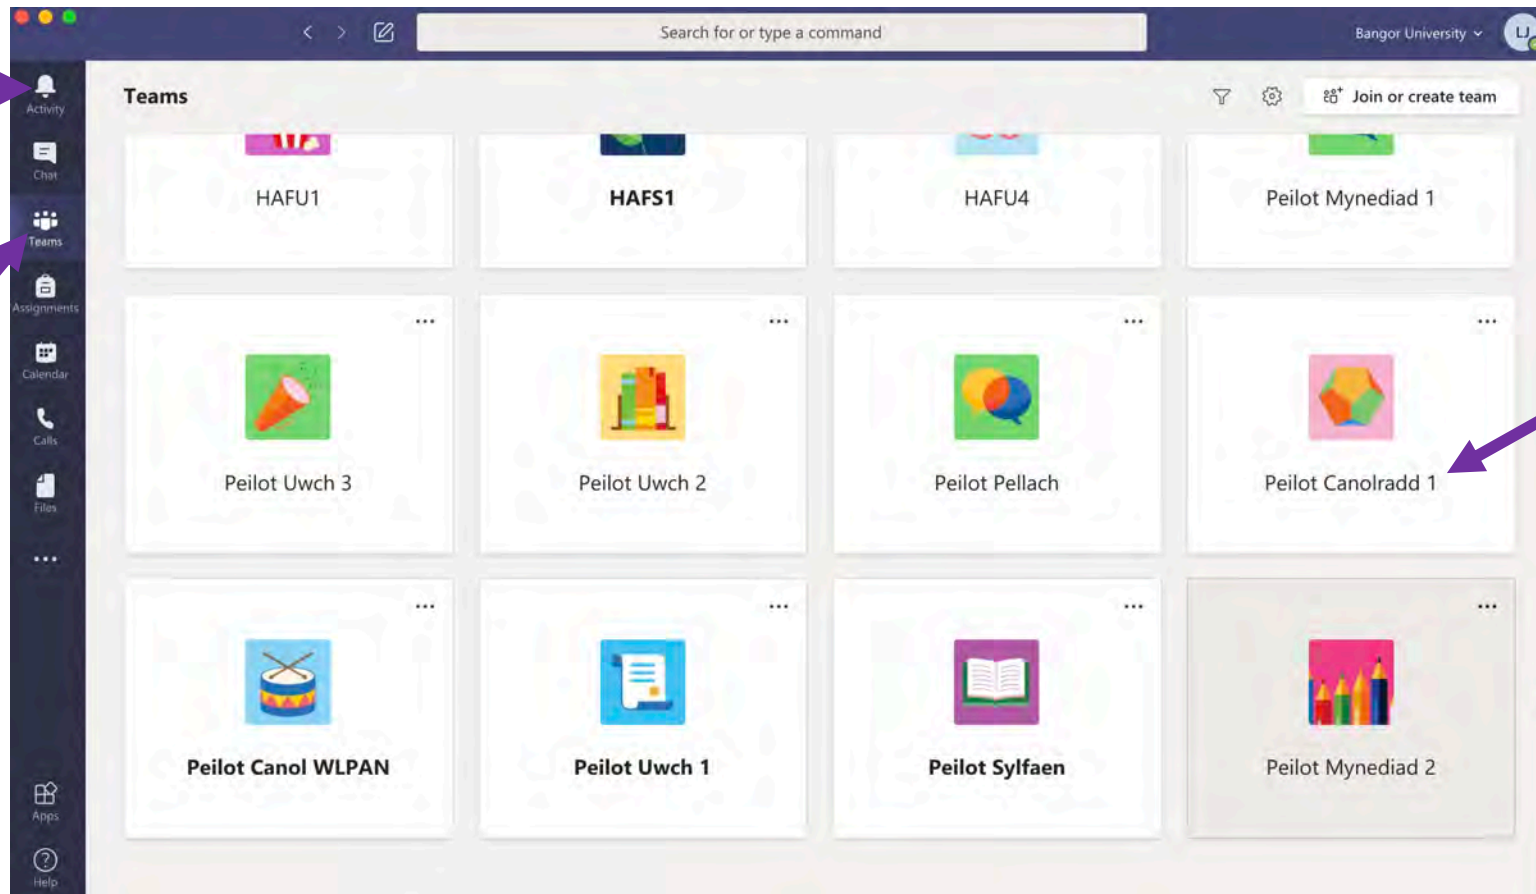 Search for or type a command
Bangor University
LJ
Activity
Teams
Join or create team
Chat
HAFU1
HAFS1
HAFU4
Peilot Mynediad 1
Teams
Assignments
Calendar
Calls
Peilot Uwch 3
Peilot Uwch 2
Peilot Pellach
Peilot Canolradd 1
Files
Peilot Canol WLPAN
Peilot Uwch 1
Peilot Sylfaen
Peilot Mynediad 2
Apps
Help